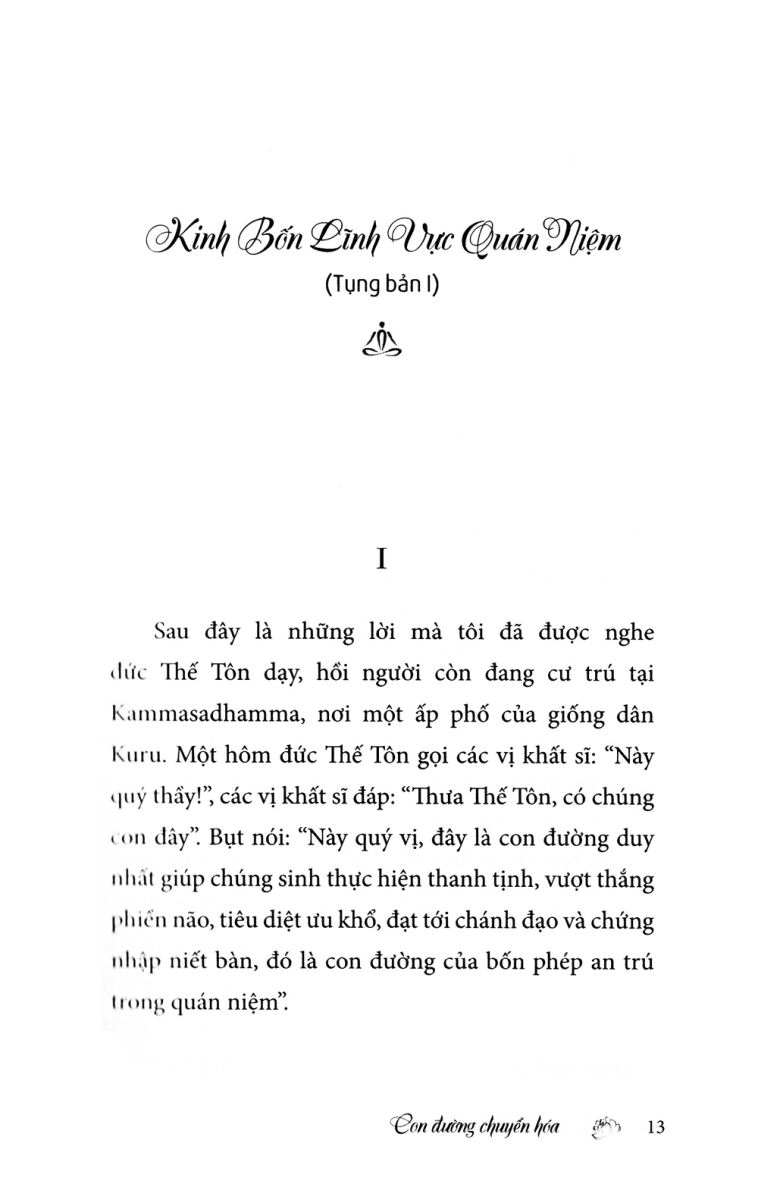 Kinh Bốn Lĩnh Vực Quán Niệm
(Tụng bản I)
I
Sau đây là những lời mà tôi đã được nghe
đức Thế Tôn dạy, hồi người còn đang cư trú tại
Kammasadhamma, nơi một ấp phố của giống dân
Kuru. Một hôm đức Thế Tôn gọi các vị khất sĩ: “Này
quý thầy!”, các vị khất sĩ đáp: “Thưa Thế Tôn, có chúng
con đây”. Bụt nói: “Này quý vị, đây là con đường duy
nhất giúp chúng sinh thực hiện thanh tịnh, vượt thắng
phiền não, tiêu diệt ưu khổ, đạt tới chánh đạo và chứng
nhập niết bàn, đó là con đường của bốn phép an trú
trong quán niệm”.
Con đường chuyển hóa 13